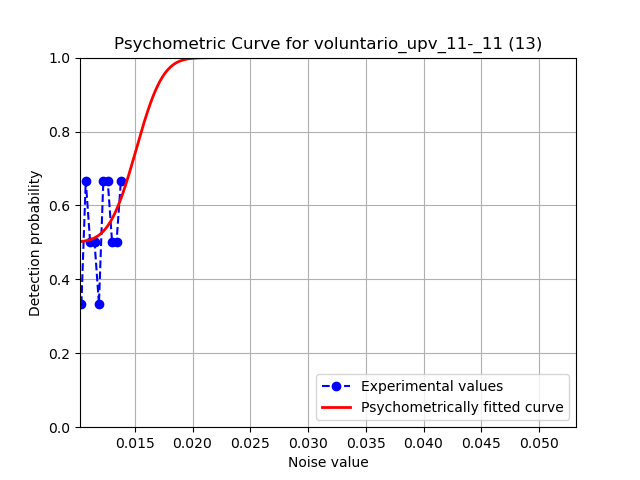 Psychometric Curve for voluntario_upv_11-_11 (13)
1.0
0.8
0.6
0.4
0.2
0.0
Detection probability
0.015 0.020 0.025 0.030 0.035 0.040 0.045 0.050
Noise value
Experimental values
Psychometrically fitted curve